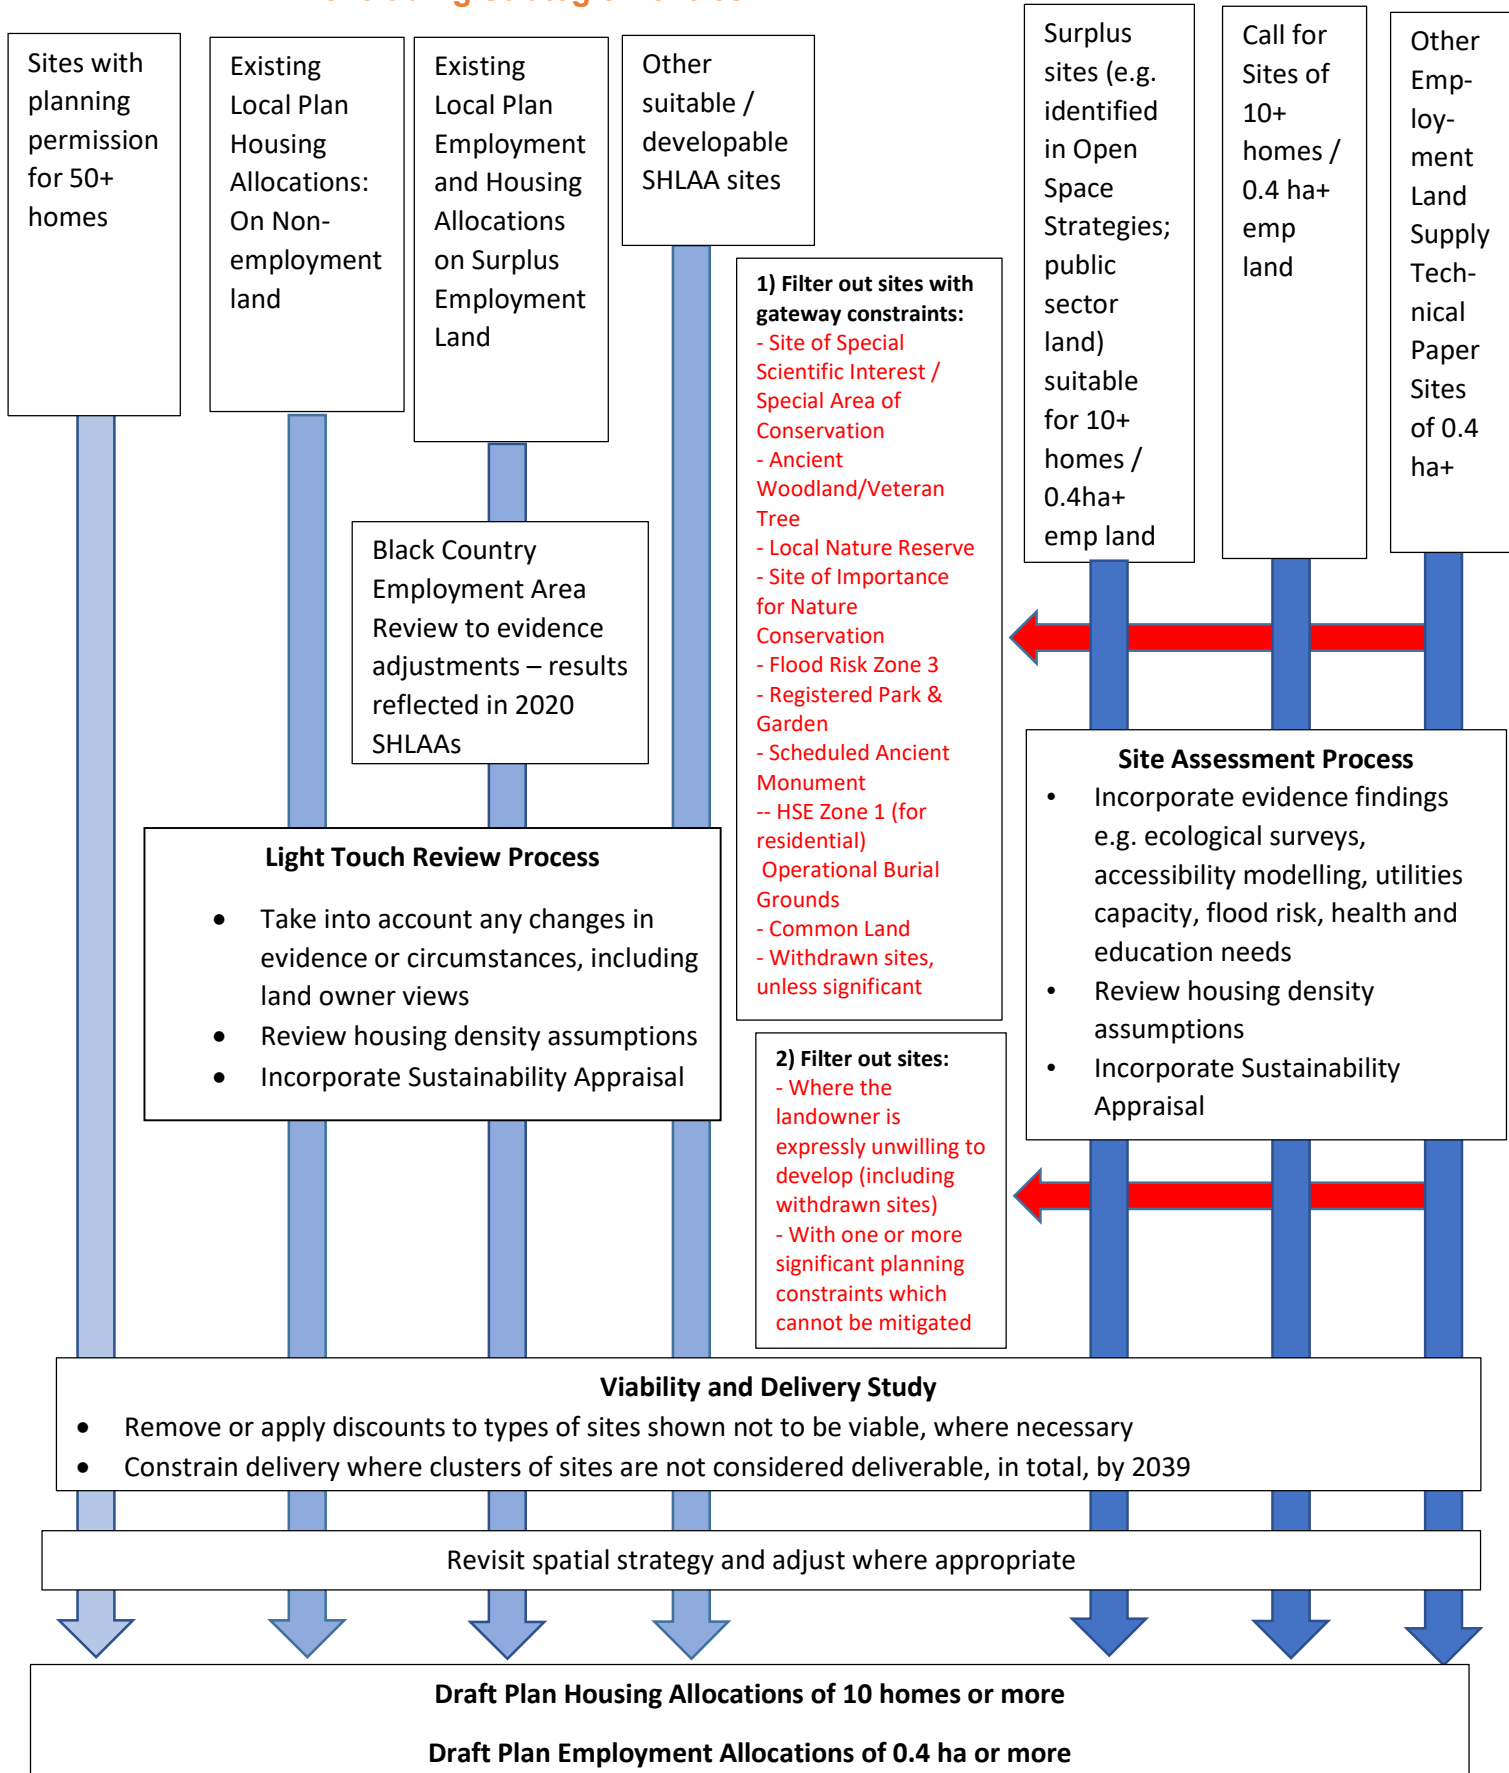 Sites with
planning
permission
for 50+
homes
Existing
Local Plan
Housing
Allocations:
On Non-
employment
land
Existing
Local Plan
Employment
and Housing
Allocations
on Surplus
Employment
Land
Other
suitable /
developable
SHLAA sites
Surplus
sites (e.g.
identified
in Open
Space
Strategies;
public
sector
land)
suitable
for 10+
homes /
0.4ha+
emp land
Call for
Sites of
10+
homes /
0.4 ha+
emp
land
Other
Emp-
loy-
ment
Land
Supply
Tech-
nical
Paper
Sites
of 0.4
ha+
1) Filter out sites with
gateway constraints:
- Site of Special
Scientific Interest /
Special Area of
Conservation
- Ancient
Woodland/Veteran
Tree
- Local Nature Reserve
- Site of Importance
for Nature
Conservation
- Flood Risk Zone 3
- Registered Park &
Garden
- Scheduled Ancient
Monument
-- HSE Zone 1 (for
residential)
Operational Burial
Grounds
- Common Land
- Withdrawn sites,
unless significant
Black Country
Employment Area
Review to evidence
adjustments – results
reflected in 2020
SHLAAs
Light Touch Review Process
• Take into account any changes in
evidence or circumstances, including
land owner views
• Review housing density assumptions
• Incorporate Sustainability Appraisal
Site Assessment Process
• Incorporate evidence findings
e.g. ecological surveys,
accessibility modelling, utilities
capacity, flood risk, health and
education needs
• Review housing density
assumptions
• Incorporate Sustainability
Appraisal
2) Filter out sites:
- Where the
landowner is
expressly unwilling to
develop (including
withdrawn sites)
- With one or more
significant planning
constraints which
cannot be mitigated
Viability and Delivery Study
• Remove or apply discounts to types of sites shown not to be viable, where necessary
• Constrain delivery where clusters of sites are not considered deliverable, in total, by 2039
Revisit spatial strategy and adjust where appropriate
Draft Plan Housing Allocations of 10 homes or more
Draft Plan Employment Allocations of 0.4 ha or more